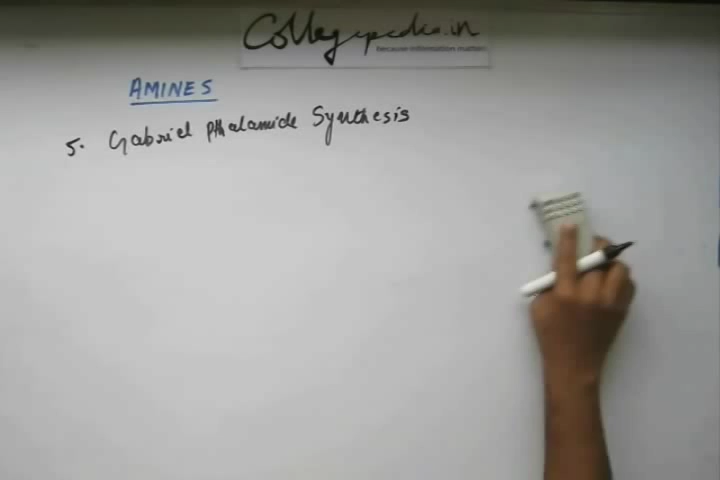 Collegepedia.in
because information matters
AMINES
5. Gabriel Phthalamide Synthesis